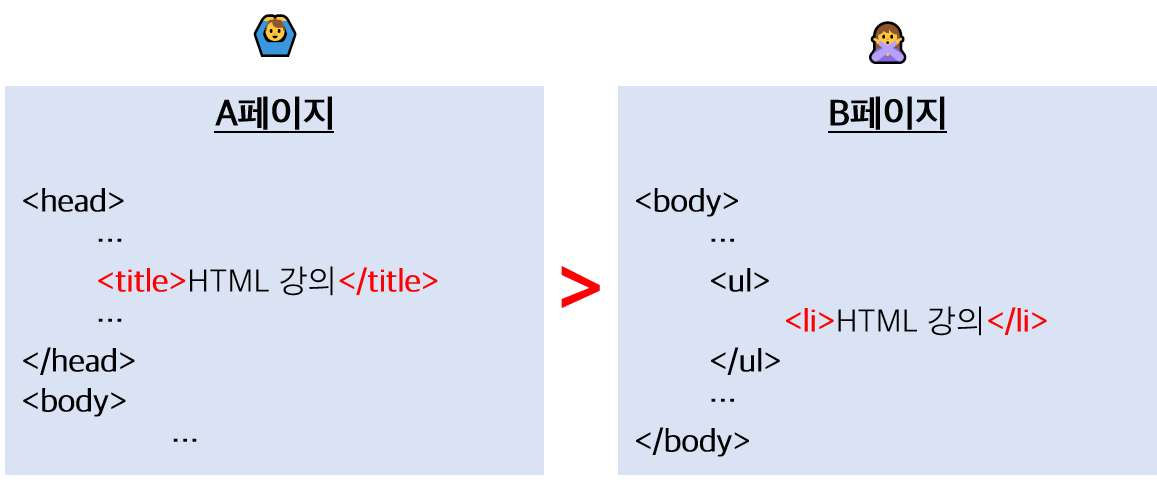 A페이지
<head>
...
<title>HTML 강의</title>
...
</head>
<body>
...
>
B페이지
<body>
...
<ul>
<li>HTML 강의</li>
</ul>
...
</body>